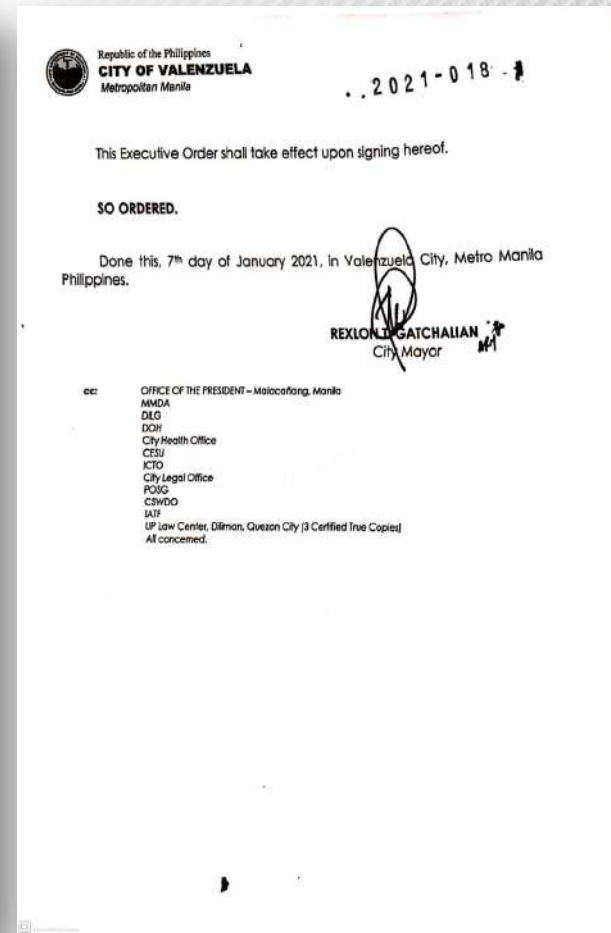 Republic of the Philippines
CITY OF VALENZUELA
Metropolitan Manila
2021-018
This Executive Order shall take effect upon signing hereof.
SO ORDERED.
Done this, 7th day of January 2021, in Valenzuela City, Metro Manila
Philippines.
REXLON T. GATCHALIAN
City Mayor
cc: OFFICE OF THE PRESIDENT – Malacañang, Manila
MMDA
DLG
DOH
City Health Office
CESU
ICTO
City Legal Office
POSG
CSWDO
IATF
UP Law Center, Diliman, Quezon City (3 Certified True Copies)
All concerned.